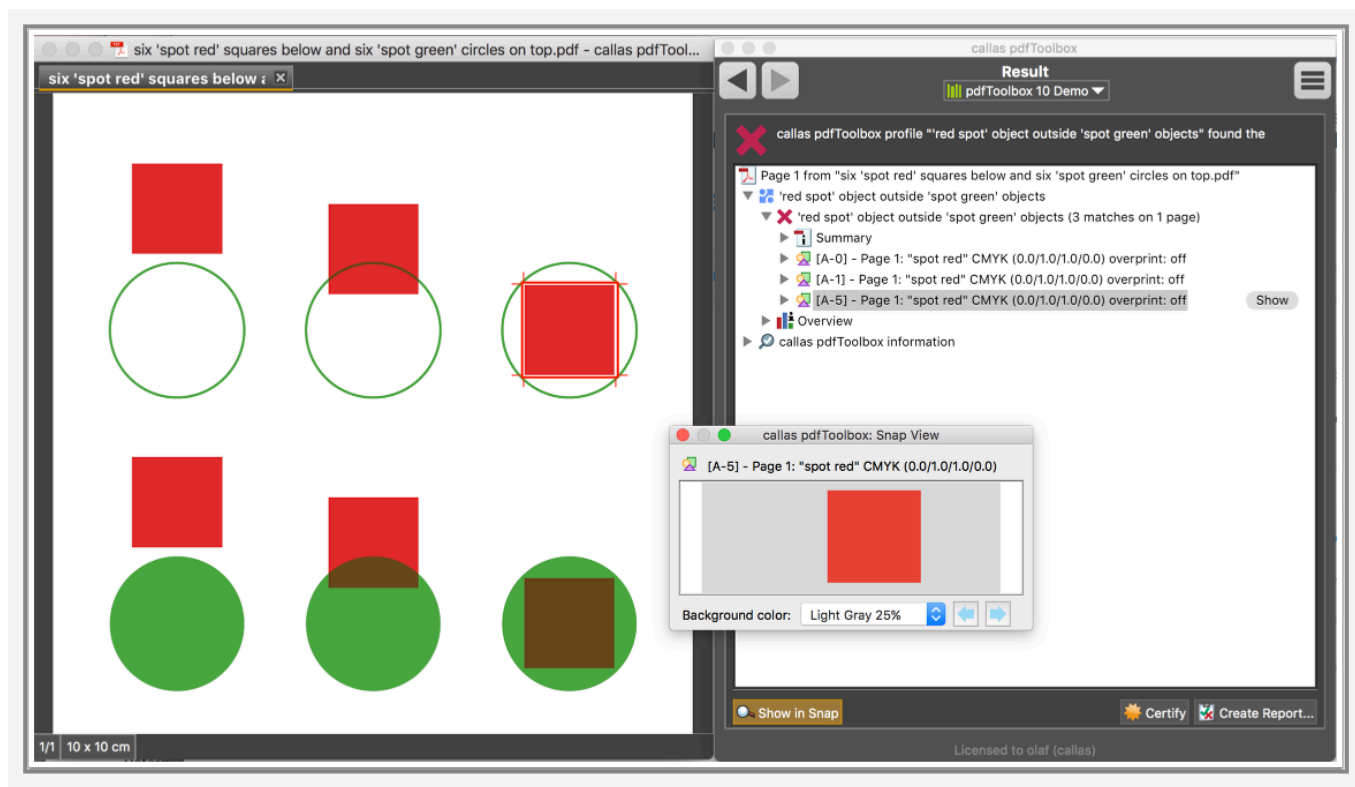 six 'spot red' squares below and six 'spot green' circles on top.pdf - callas pdfTool...
six 'spot red' squares below a
1/1 10 x 10 cm
callas pdfToolbox
Result
pdfToolbox 10 Demo
callas pdfToolbox profile "'red spot' object outside 'spot green' objects" found the
Page 1 from "six 'spot red' squares below and six 'spot green' circles on top.pdf"
'red spot' object outside 'spot green' objects
'red spot' object outside 'spot green' objects (3 matches on 1 page)
Summary
[A-0] - Page 1: "spot red" CMYK (0.0/1.0/1.0/0.0) overprint: off
[A-1] - Page 1: "spot red" CMYK (0.0/1.0/1.0/0.0) overprint: off
[A-5] - Page 1: "spot red" CMYK (0.0/1.0/1.0/0.0) overprint: off Show
Overview
callas pdfToolbox information
callas pdfToolbox: Snap View
[A-5] - Page 1: "spot red" CMYK (0.0/1.0/1.0/0.0)
Background color: Light Gray 25%
Show in Snap Certify Create Report...
Licensed to olaf (callas)